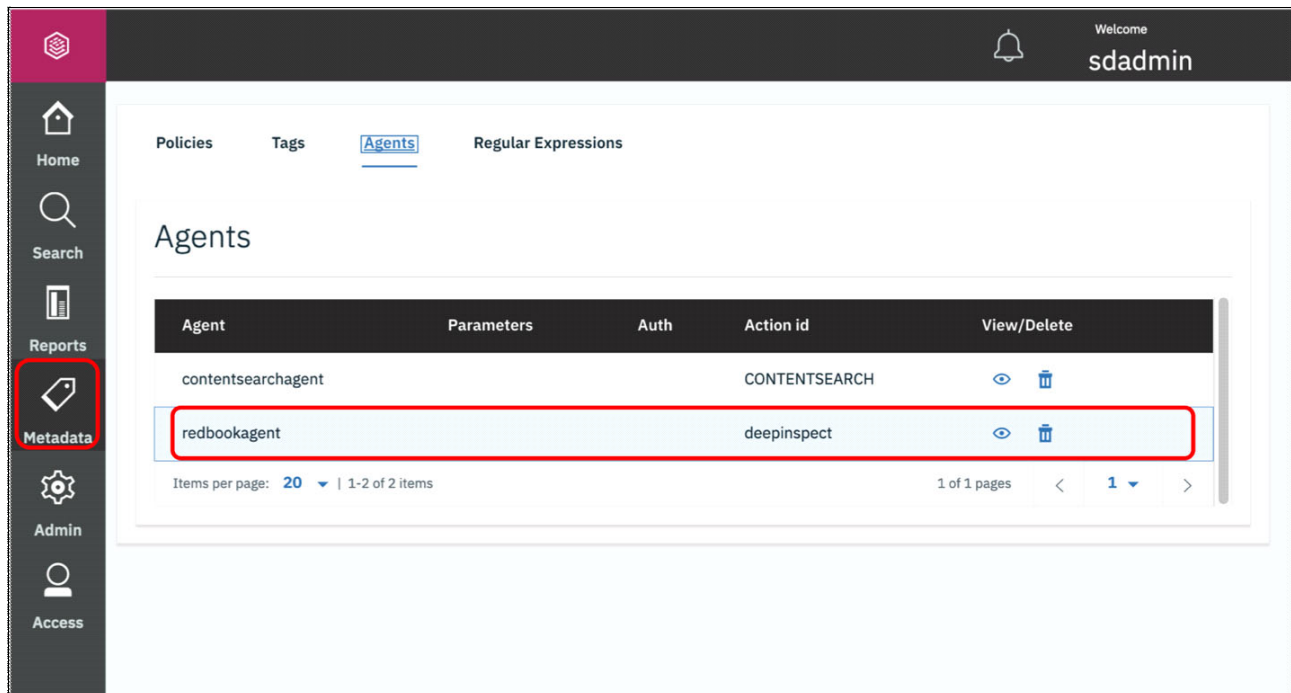 Welcome
sdadmin
Home
Search
Reports
Metadata
Admin
Access
Policies Tags Agents Regular Expressions
Agents
Agent Parameters Auth Action id View/Delete
contentsearchagent CONTENTSEARCH
redbookagent deepinspect
Items per page: 20 | 1-2 of 2 items 1 of 1 pages < 1 >